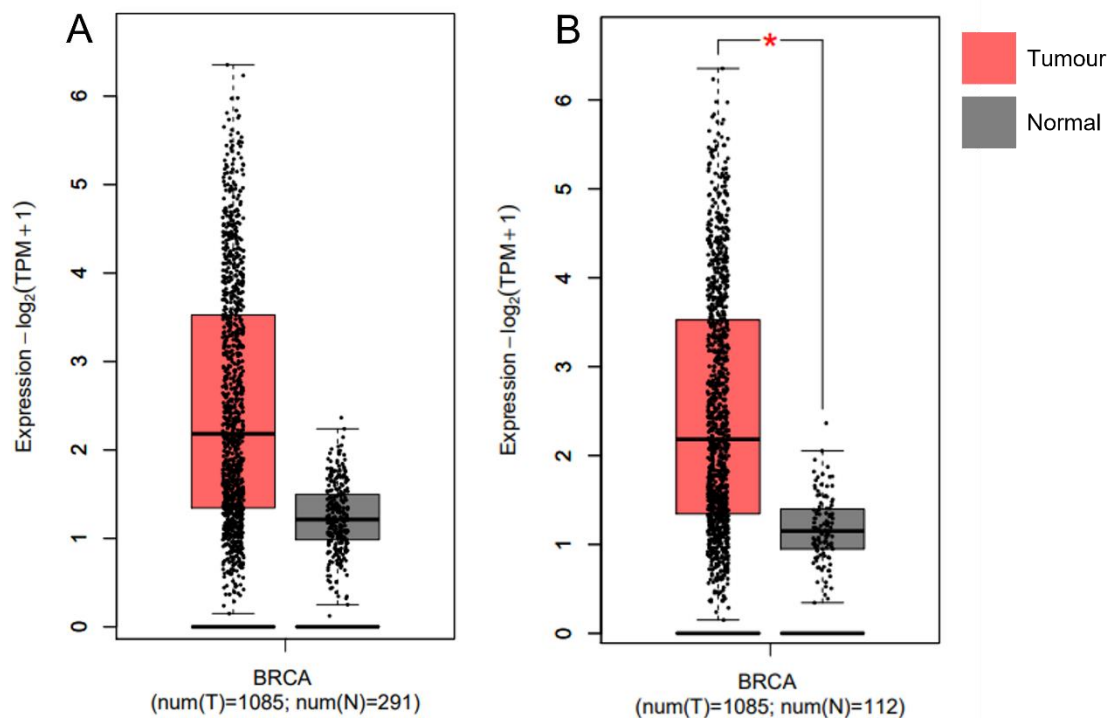 A
B
*
Tumour
Normal
6
5
4
3
2
1
0
Expression – log₂(TPM + 1)
BRCA
(num(T)=1085; num(N)=291)
6
5
4
3
2
1
0
Expression – log₂(TPM + 1)
BRCA
(num(T)=1085; num(N)=112)